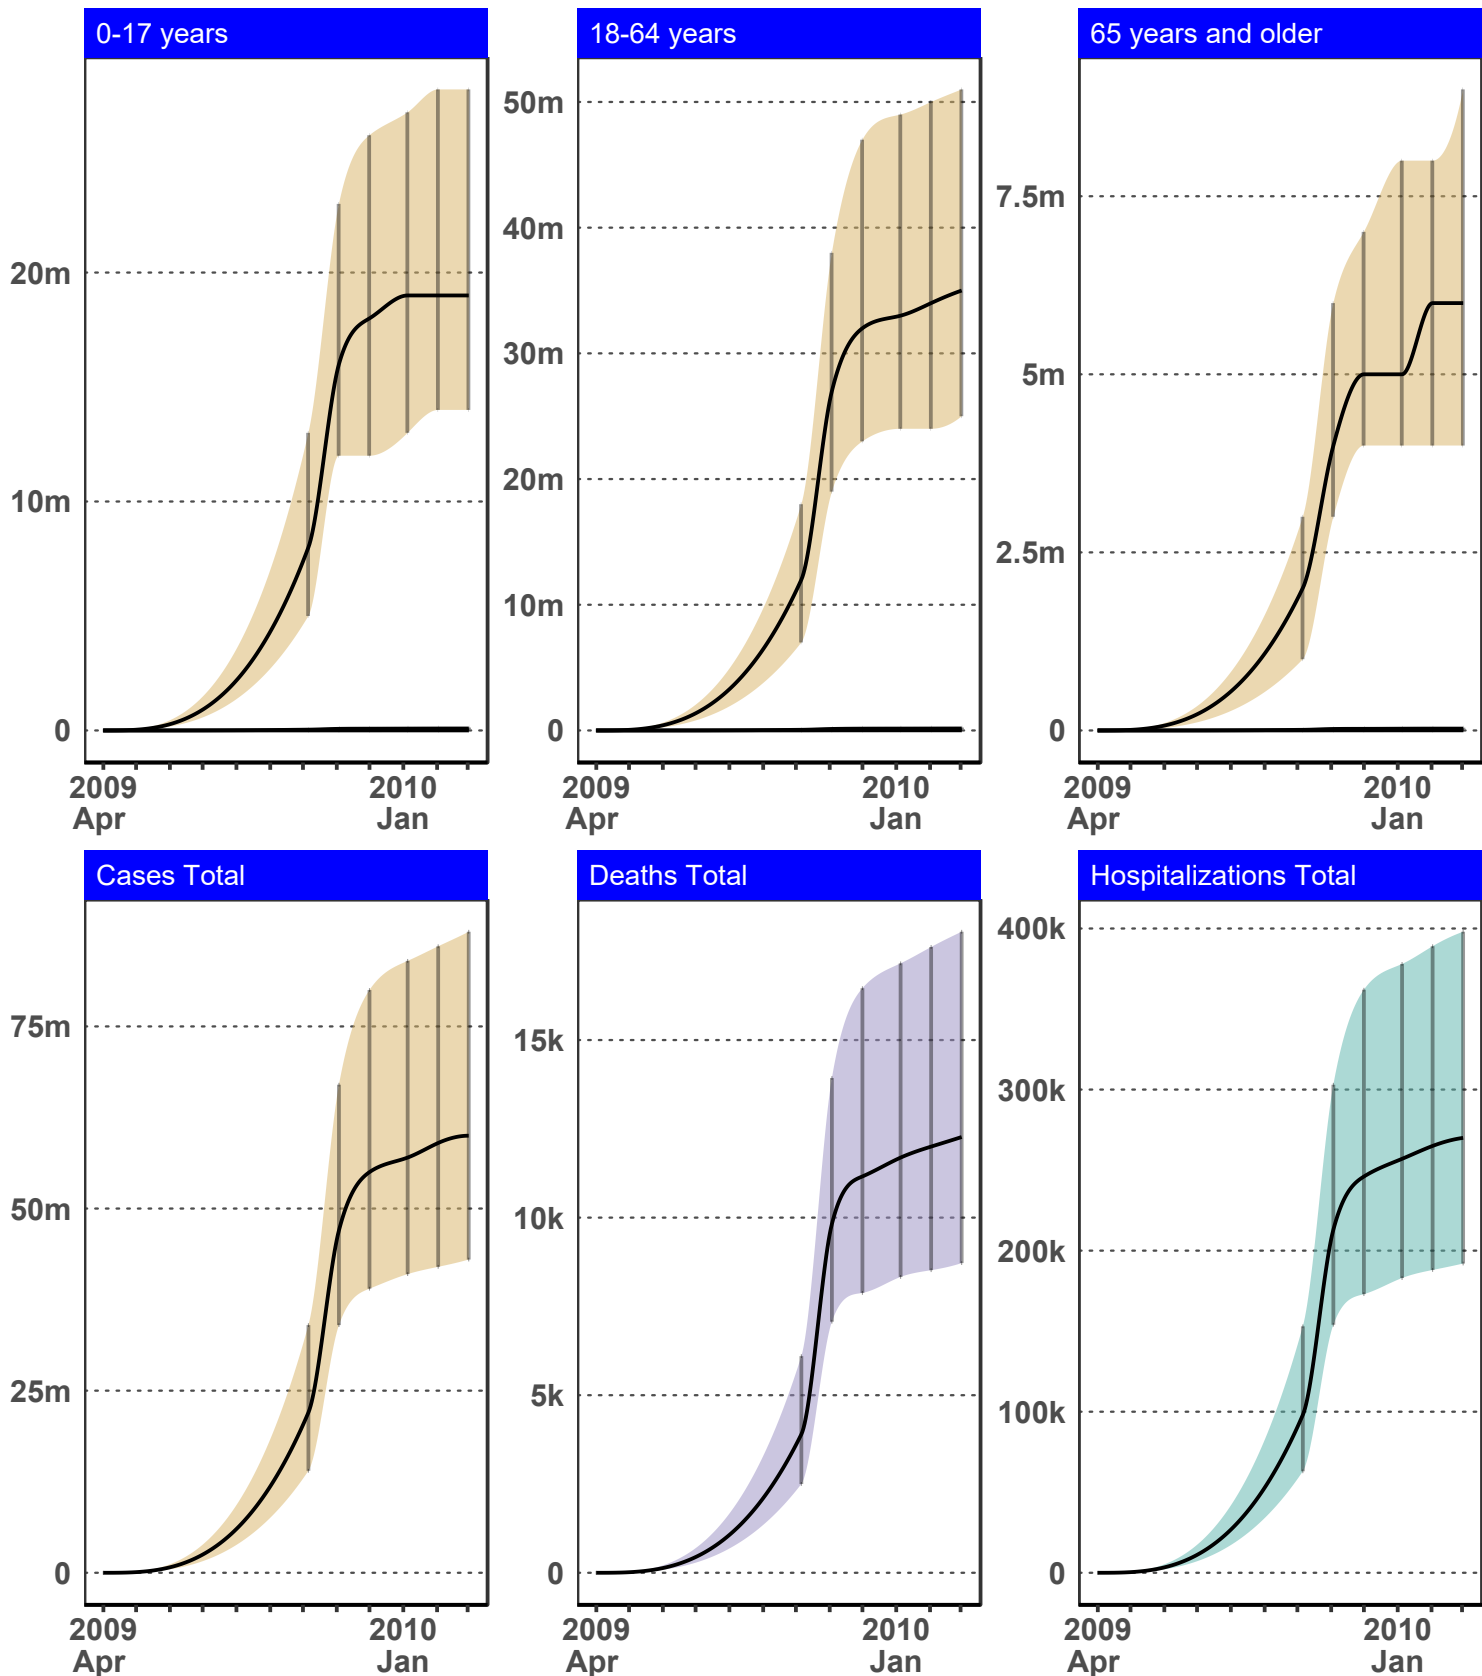 0-17 years
18-64 years
65 years and older
20m
10m
0
50m
40m
30m
20m
10m
0
7.5m
5m
2.5m
0
2009
Apr
2010
Jan
2009
Apr
2010
Jan
2009
Apr
2010
Jan
Cases Total
Deaths Total
Hospitalizations Total
75m
50m
25m
0
15k
10k
5k
0
400k
300k
200k
100k
0
2009
Apr
2010
Jan
2009
Apr
2010
Jan
2009
Apr
2010
Jan